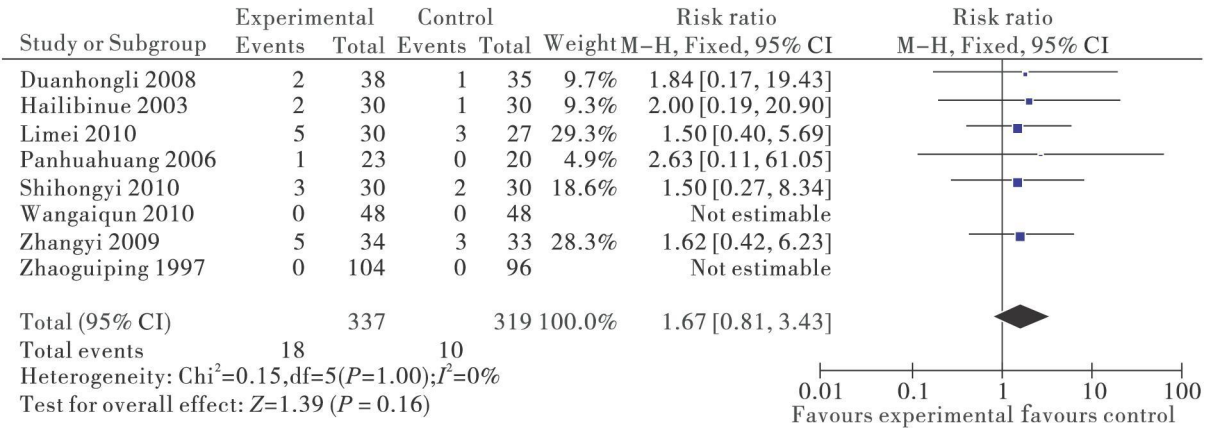 Experimental Control Risk ratio Risk ratio
Study or Subgroup Events Total Events Total Weight M-H, Fixed, 95% CI M-H, Fixed, 95% CI
Duanhongli 2008 2 38 1 35 9.7% 1.84 [0.17, 19.43]
Hailibinue 2003 2 30 1 30 9.3% 2.00 [0.19, 20.90]
Limei 2010 5 30 3 27 29.3% 1.50 [0.40, 5.69]
Panhuahuang 2006 1 23 0 20 4.9% 2.63 [0.11, 61.05]
Shihongyi 2010 3 30 2 30 18.6% 1.50 [0.27, 8.34]
Wangaiqun 2010 0 48 0 48 Not estimable
Zhangyi 2009 5 34 3 33 28.3% 1.62 [0.42, 6.23]
Zhaoguiping 1997 0 104 0 96 Not estimable
Total (95% CI) 337 319 100.0% 1.67 [0.81, 3.43]
Total events 18 10
Heterogeneity: Chi²=0.15,df=5(P=1.00);I²=0%
Test for overall effect: Z=1.39 (P = 0.16)
0.01 0.1 1 10 100
Favours experimental favours control